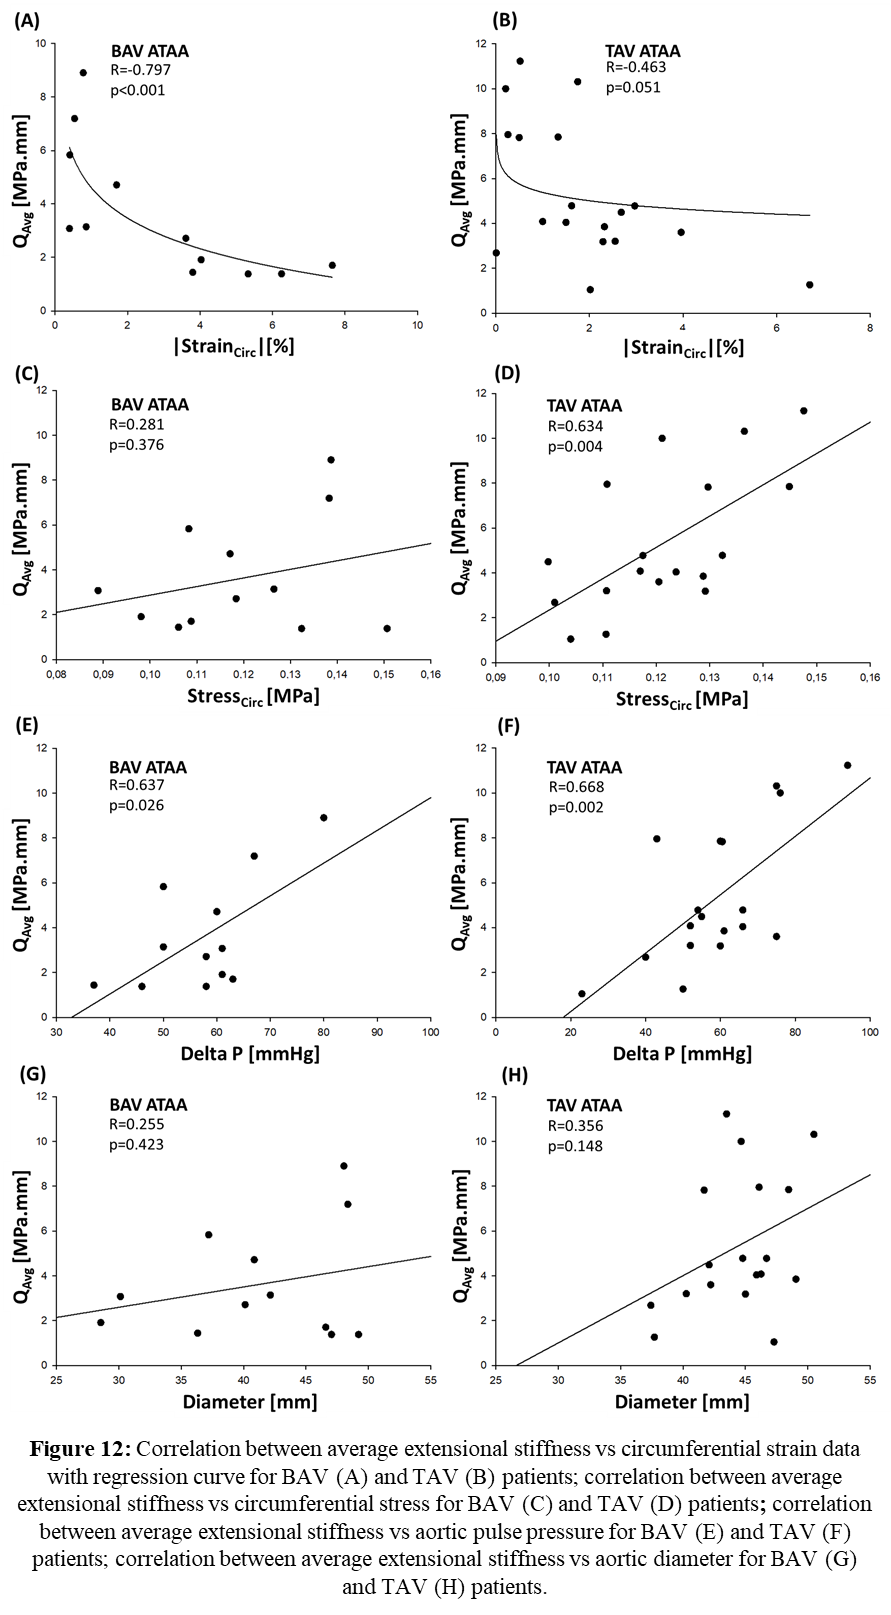 (A)
BAV ATAA
R=-0.797
p<0.001
10
8
6
4
2
0
QAvg [MPa.mm]
0 2 4 6 8 10
|StrainCirc|[%]
(B)
TAV ATAA
R=-0.463
p=0.051
12
10
8
6
4
2
0
QAvg [MPa.mm]
0 2 4 6 8
|StrainCirc|[%]
(C)
BAV ATAA
R=0.281
p=0.376
12
10
8
6
4
2
0
QAvg [MPa.mm]
0,08 0,09 0,10 0,11 0,12 0,13 0,14 0,15 0,16
StressCirc [MPa]
(D)
TAV ATAA
R=0.634
p=0.004
12
10
8
6
4
2
0
QAvg [MPa.mm]
0,09 0,10 0,11 0,12 0,13 0,14 0,15 0,16
StressCirc [MPa]
(E)
BAV ATAA
R=0.637
p=0.026
12
10
8
6
4
2
0
QAvg [MPa.mm]
30 40 50 60 70 80 90 100
Delta P [mmHg]
(F)
TAV ATAA
R=0.668
p=0.002
12
10
8
6
4
2
0
QAvg [MPa.mm]
0 20 40 60 80 100
Delta P [mmHg]
(G)
BAV ATAA
R=0.255
p=0.423
12
10
8
6
4
2
0
QAvg [MPa.mm]
25 30 35 40 45 50 55
Diameter [mm]
(H)
TAV ATAA
R=0.356
p=0.148
12
10
8
6
4
2
0
QAvg [MPa.mm]
25 30 35 40 45 50 55
Diameter [mm]
Figure 12: Correlation between average extensional stiffness vs circumferential strain data
with regression curve for BAV (A) and TAV (B) patients; correlation between average
extensional stiffness vs circumferential stress for BAV (C) and TAV (D) patients; correlation
between average extensional stiffness vs aortic pulse pressure for BAV (E) and TAV (F)
patients; correlation between average extensional stiffness vs aortic diameter for BAV (G)
and TAV (H) patients.